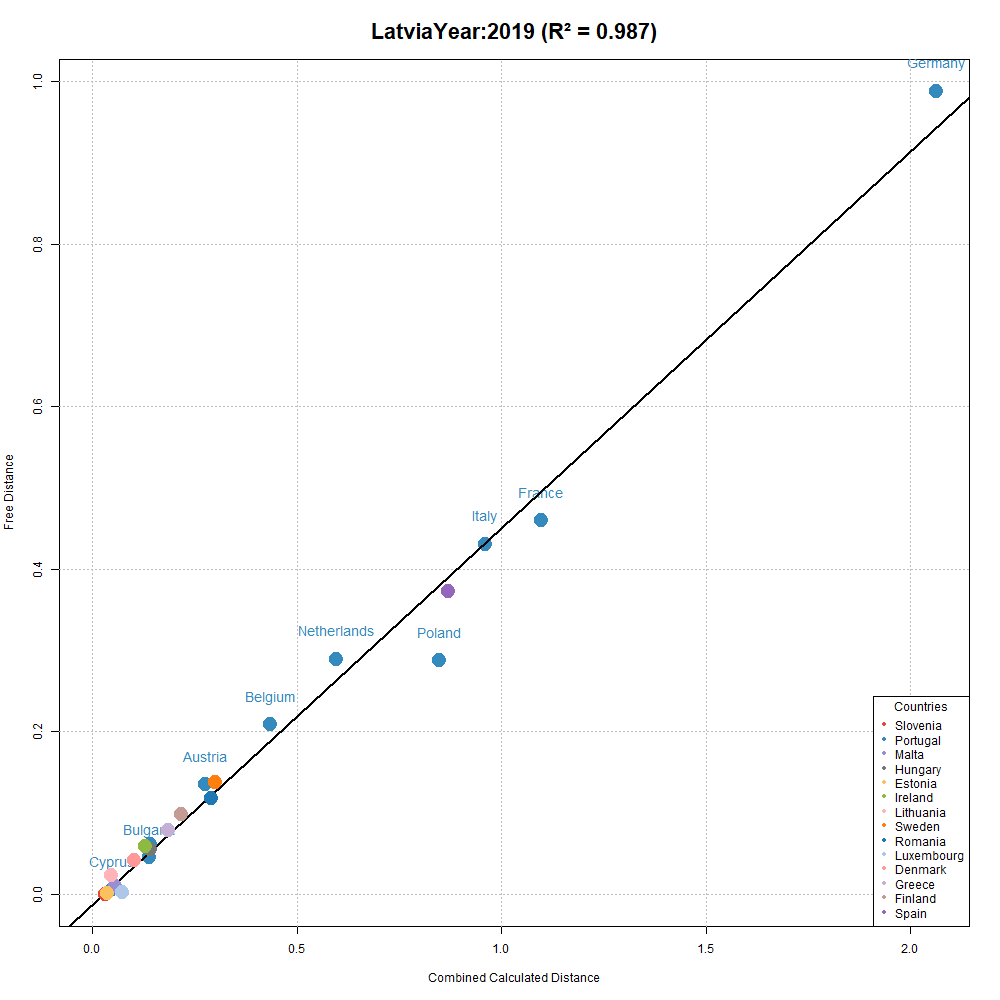 LatviaYear:2019 (R² = 0.987)
Germany
France
Italy
Netherlands
Poland
Belgium
Austria
Bulgaria
Cyprus
Free Distance
1.0
0.8
0.6
0.4
0.2
0.0
0.0
0.5
1.0
1.5
2.0
Combined Calculated Distance
Countries
Slovenia
Portugal
Malta
Hungary
Estonia
Ireland
Lithuania
Sweden
Romania
Luxembourg
Denmark
Greece
Finland
Spain